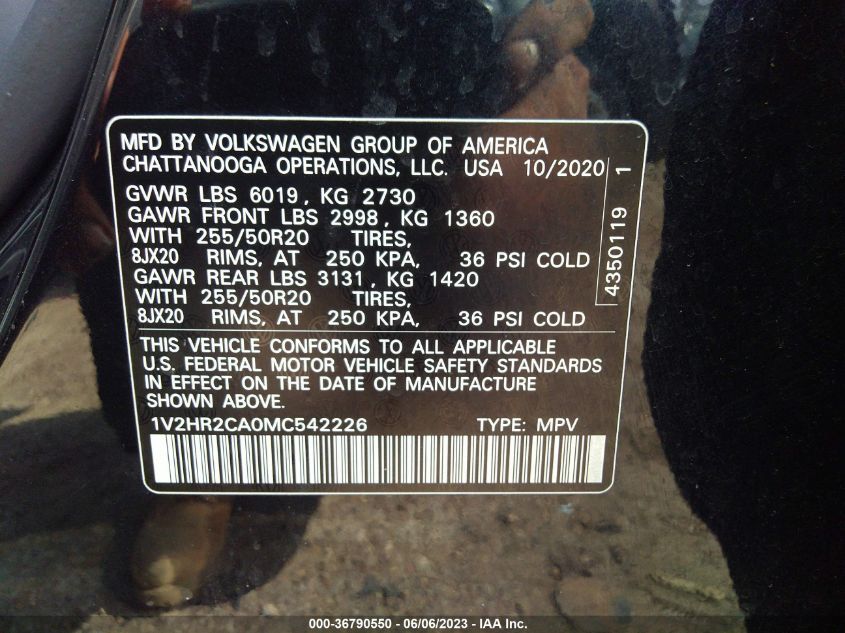 MFD BY VOLKSWAGEN GROUP OF AMERICA
CHATTANOOGA OPERATIONS, LLC. USA 10/2020
GVWR LBS 6019, KG 2730
GAWR FRONT LBS 2998, KG 1360
WITH 255/50R20 TIRES,
8JX20 RIMS, AT 250 KPA, 36 PSI COLD
GAWR REAR LBS 3131, KG 1420
WITH 255/50R20 TIRES,
8JX20 RIMS, AT 250 KPA, 36 PSI COLD
4350119 1
THIS VEHICLE CONFORMS TO ALL APPLICABLE
U.S. FEDERAL MOTOR VEHICLE SAFETY STANDARDS
IN EFFECT ON THE DATE OF MANUFACTURE
SHOWN ABOVE.
1V2HR2CA0MC542226 TYPE: MPV
000-36790550 - 06/06/2023 - IAA Inc.